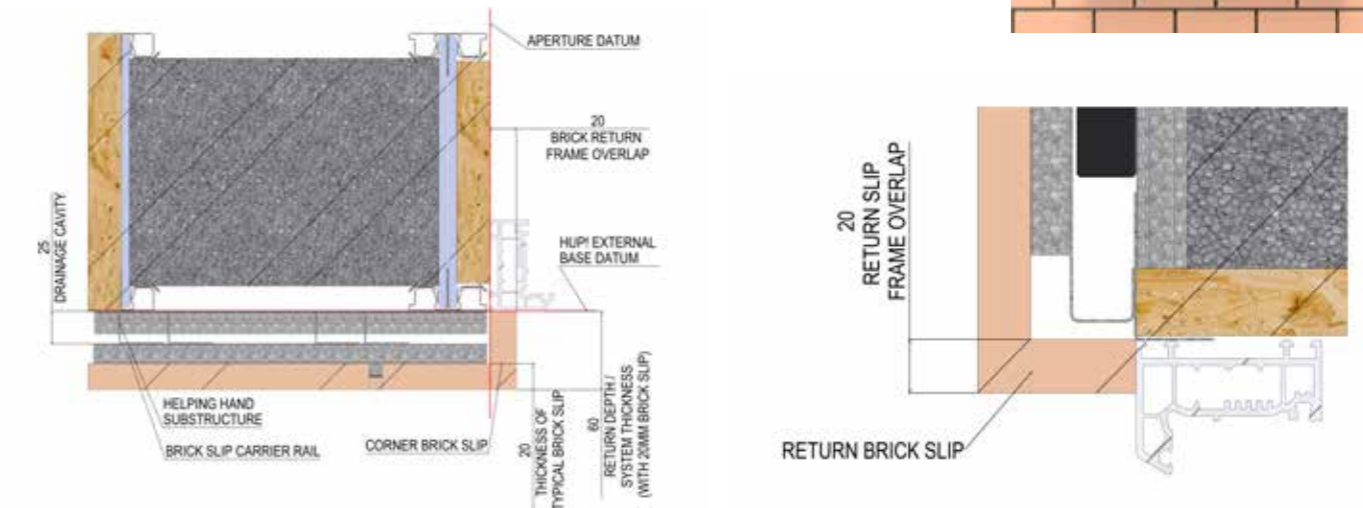 APERTURE DATUM
20
BRICK RETURN
FRAME OVERLAP
25
DRAINAGE CAVITY
HUP! EXTERNAL
BASE DATUM
HELPING HAND
SUBSTRUCTURE
BRICK SLIP CARRIER RAIL
CORNER BRICK SLIP
20
THICKNESS OF
TYPICAL BRICK SLIP
60
RETURN DEPTH /
SYSTEM THICKNESS
(WITH 20MM BRICK SLIP)
20
RETURN SLIP
FRAME OVERLAP
RETURN BRICK SLIP